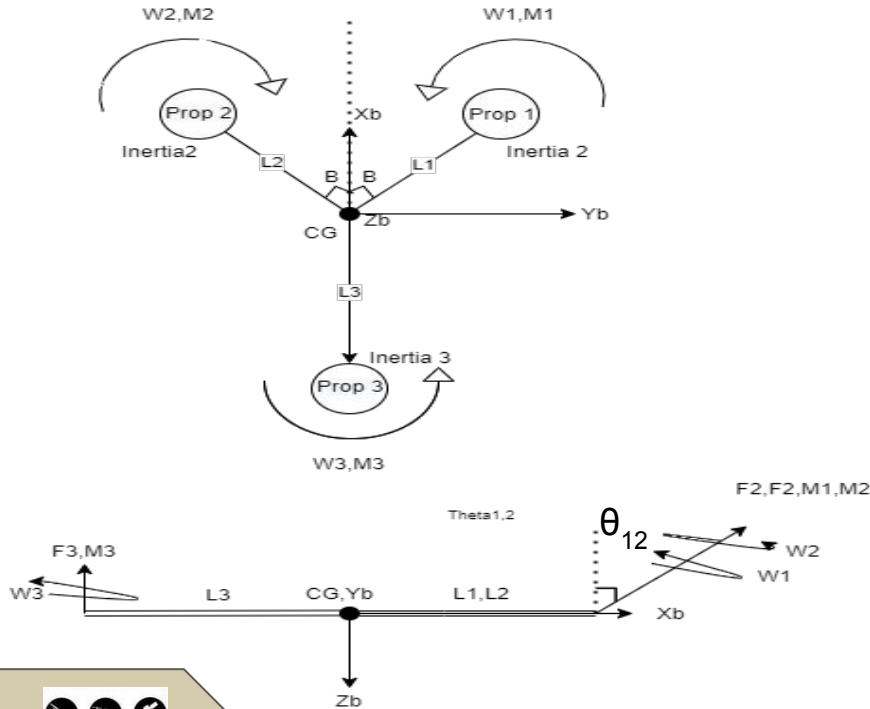 W2,M2
W1,M1
Prop 2
Xb
Prop 1
Inertia2
Inertia 2
L2
L1
B
B
Zb
Yb
CG
L3
Inertia 3
Prop 3
W3,M3
F2,F2,M1,M2
Theta1,2
θ12
F3,M3
W2
W1
W3
L3
CG,Yb
L1,L2
Xb
Zb